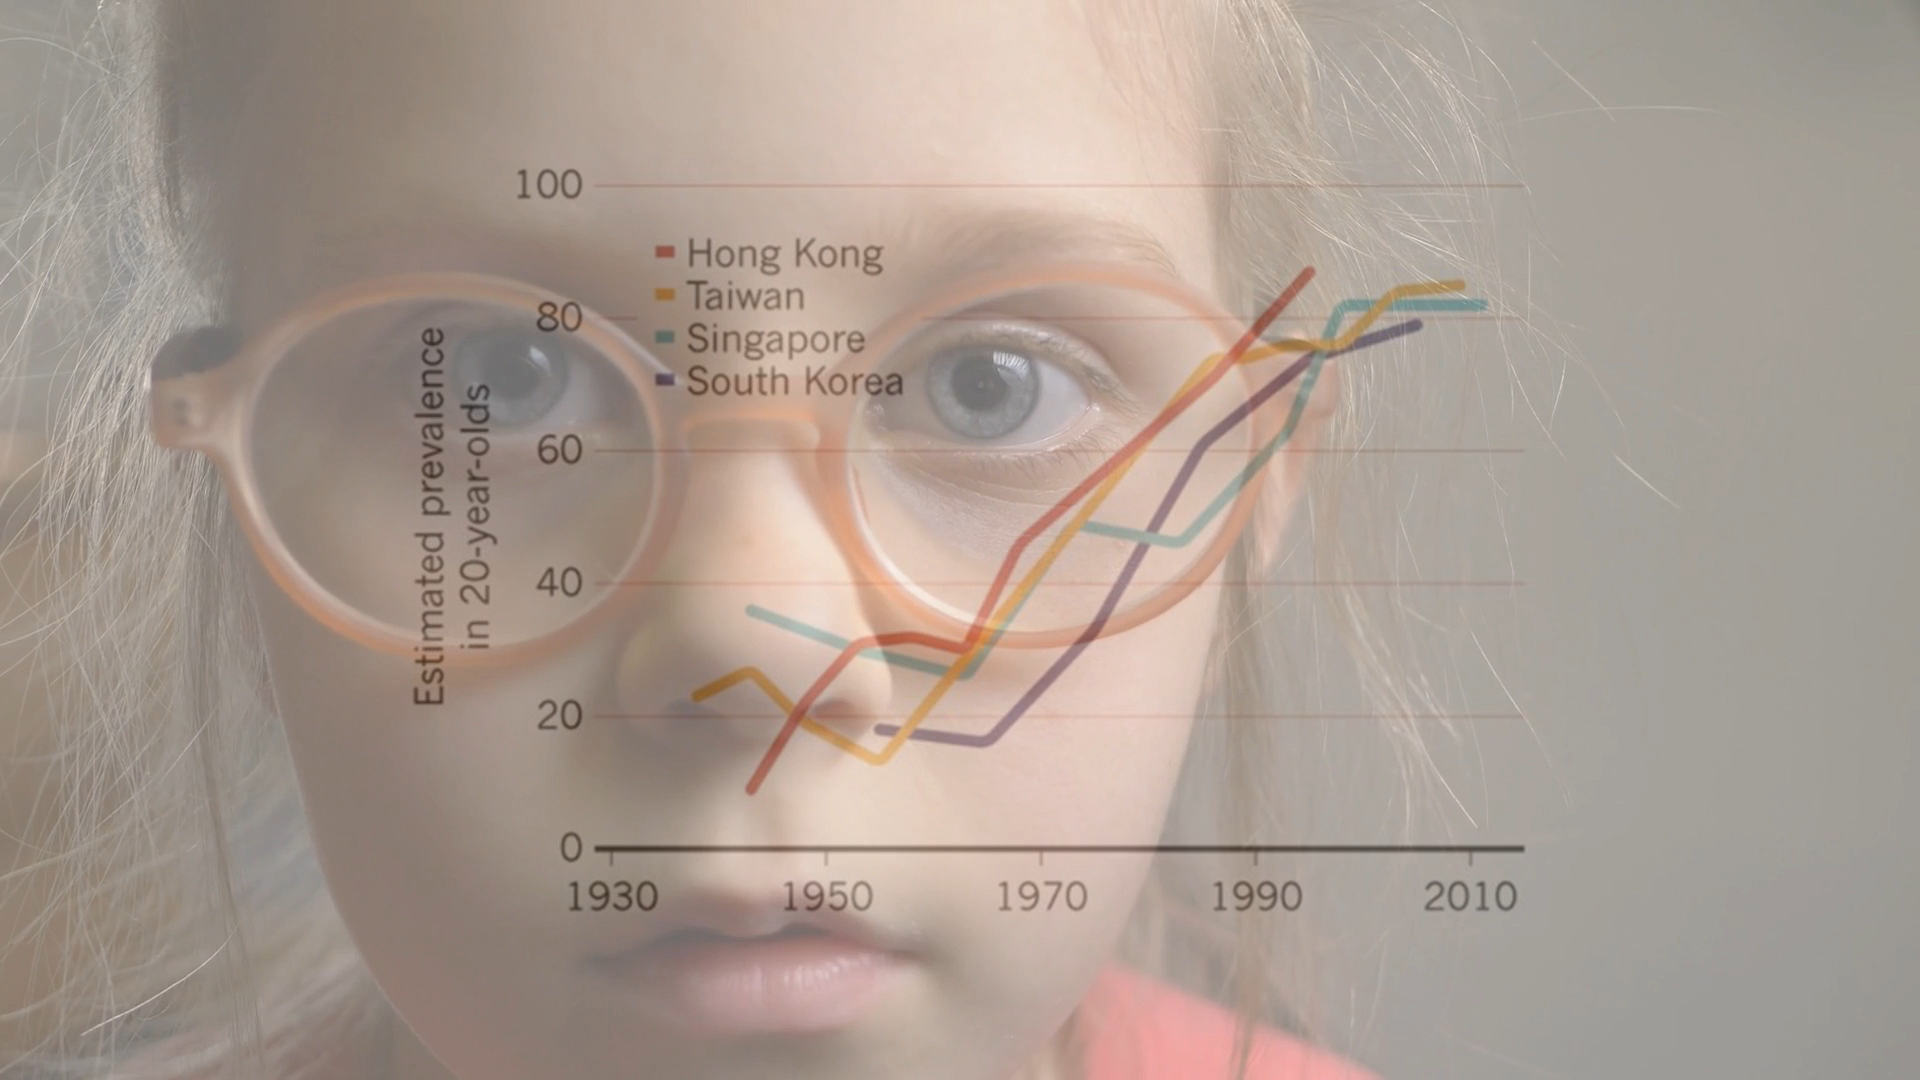 100
Hong Kong
Taiwan
80
Singapore
South Korea
Estimated prevalence
in 20-year-olds
60
40
20
0
1930 1950 1970 1990 2010